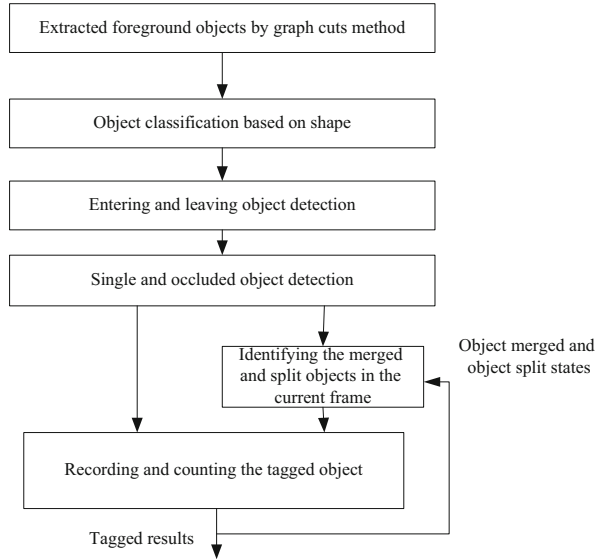 Extracted foreground objects by graph cuts method
Object classification based on shape
Entering and leaving object detection
Single and occluded object detection
Identifying the merged
and split objects in the
current frame
Object merged and
object split states
Recording and counting the tagged object
Tagged results